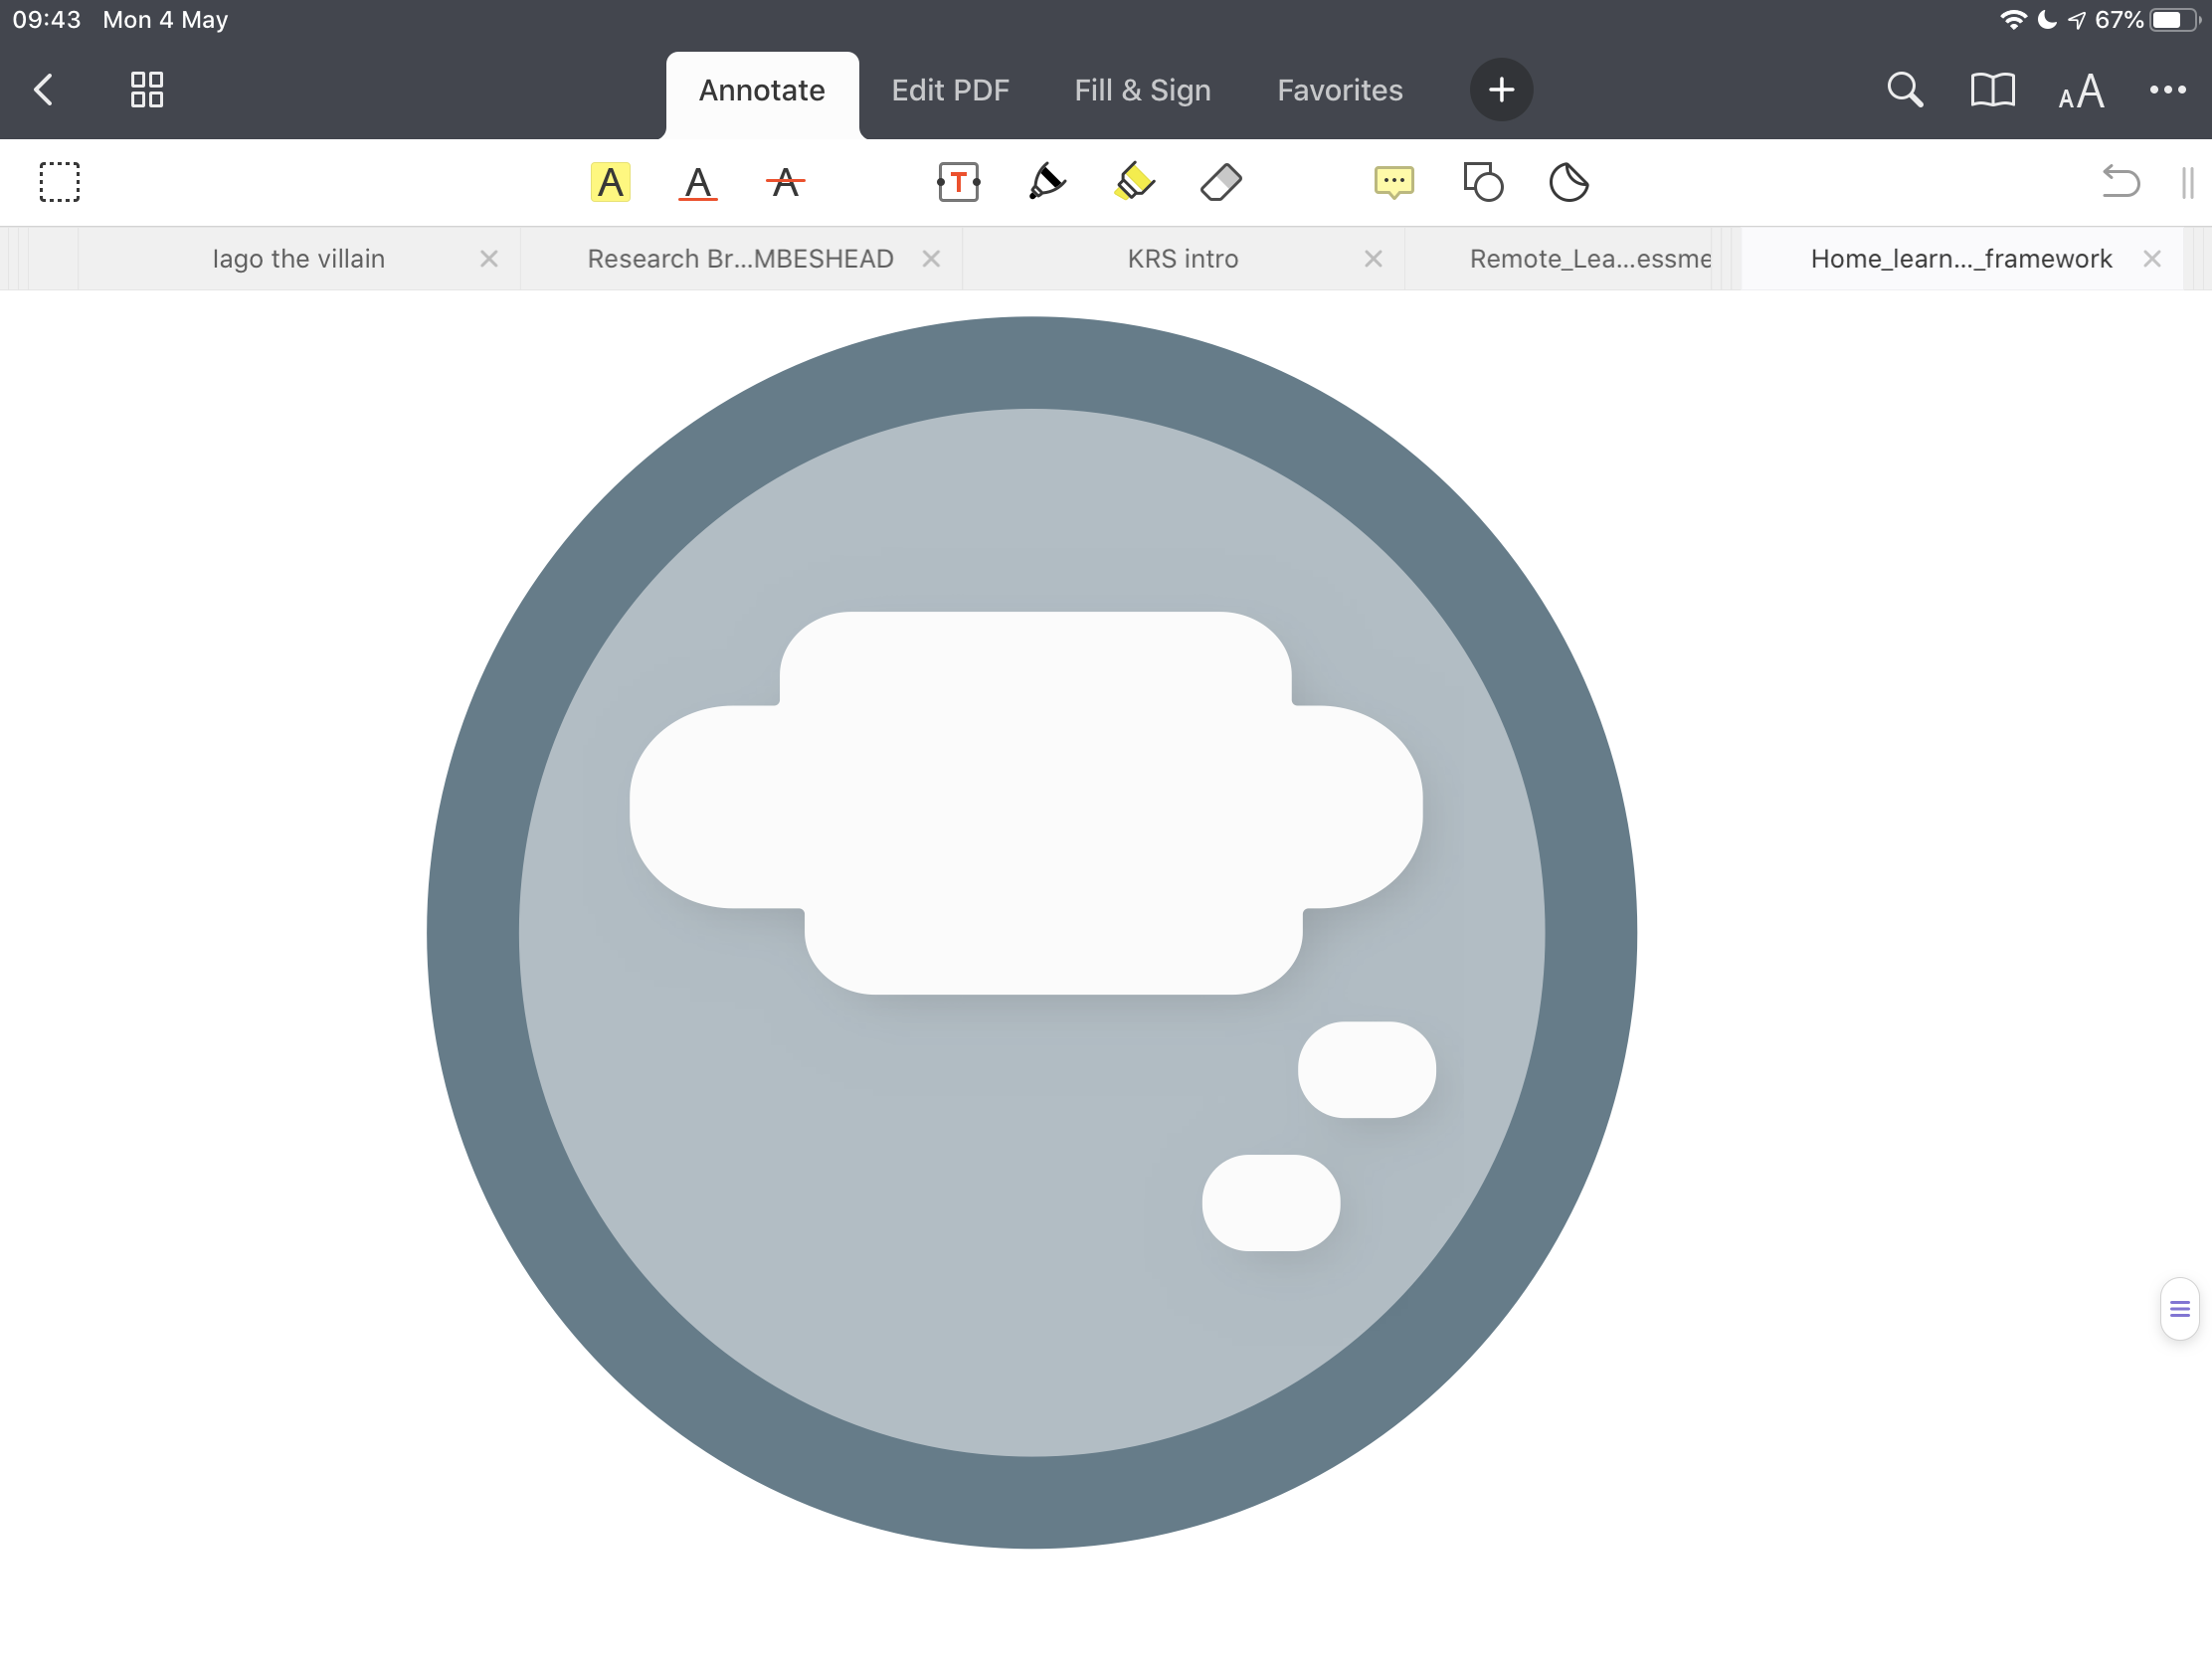 09:43 Mon 4 May 67%
Annotate Edit PDF Fill & Sign Favorites AA
A A A T
Iago the villain Research Br...MBESHEAD KRS intro Remote_Lea...essme Home_learn..._framework